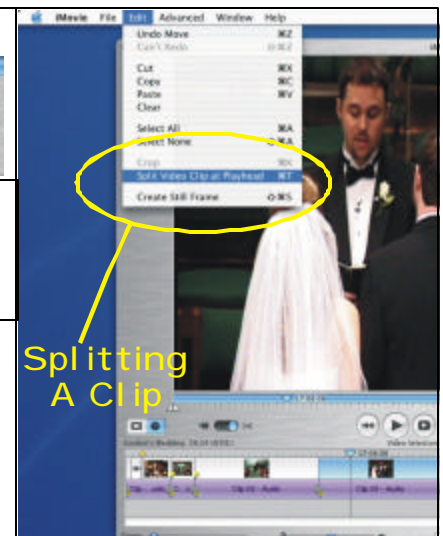 iMovie File Edit Advanced Window Help
Undo Move ⌘Z
Can't Redo ⇧⌘Z
Cut ⌘X
Copy ⌘C
Paste ⌘V
Clear
Select All ⌘A
Select None ⇧⌘A
Crop ⌘K
Split Video Clip at Playhead ⌘T
Create Still Frame ⇧⌘S
Splitting
A Clip